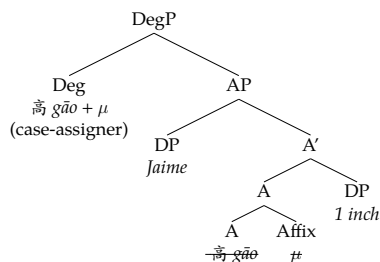 DegP
Deg AP
高 gāo + μ
(case-assigner) DP A'
Jaime
A DP
1 inch
A Affix
高 gāo μ